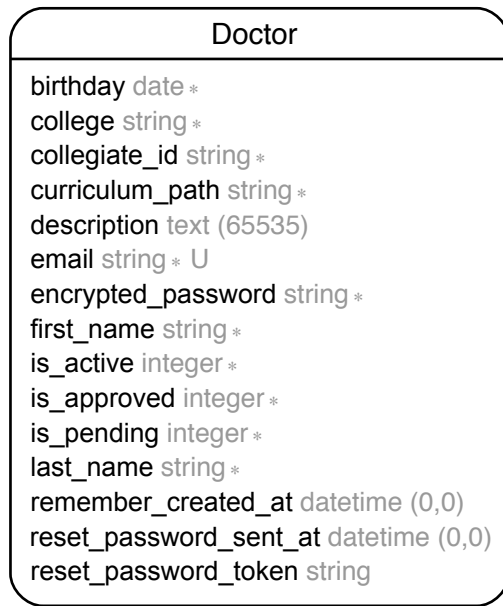 Doctor
birthday date *
college string *
collegiate_id string *
curriculum_path string *
description text (65535)
email string * U
encrypted_password string *
first_name string *
is_active integer *
is_approved integer *
is_pending integer *
last_name string *
remember_created_at datetime (0,0)
reset_password_sent_at datetime (0,0)
reset_password_token string